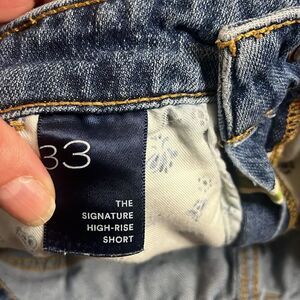 33
THE
SIGNATURE
HIGH-RISE
SHORT